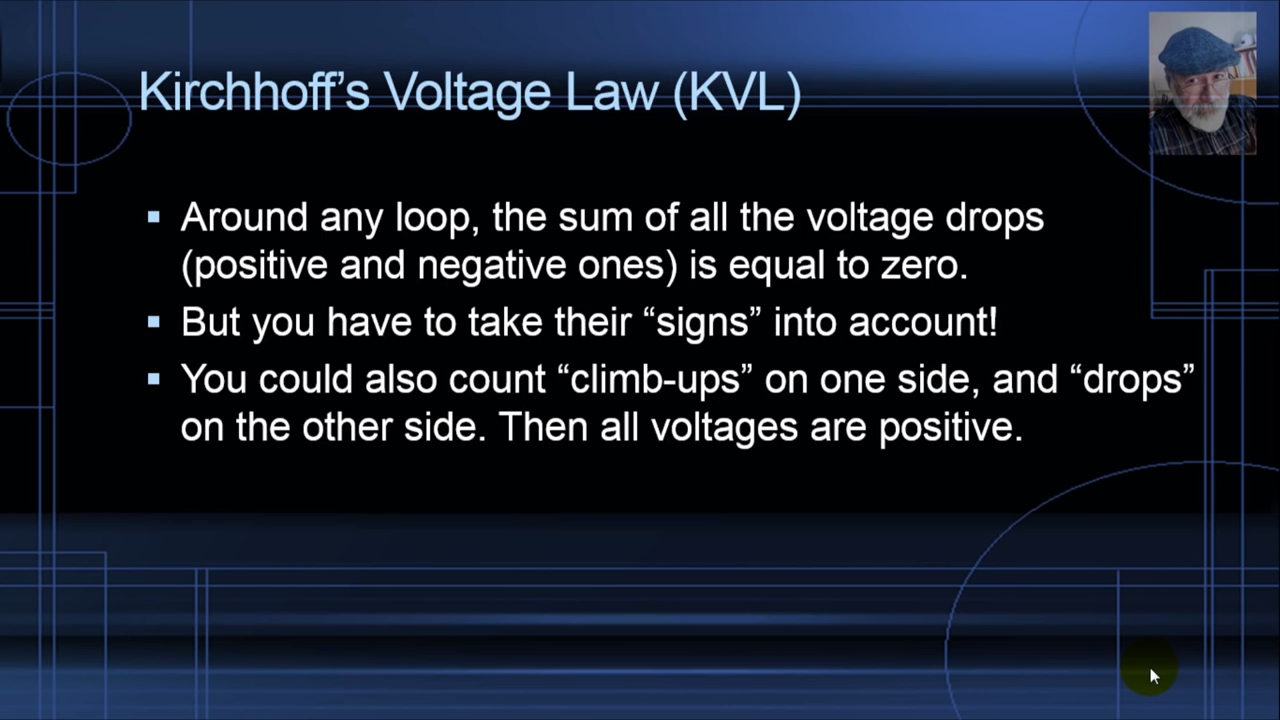 Kirchhoff’s Voltage Law (KVL)
▪ Around any loop, the sum of all the voltage drops
(positive and negative ones) is equal to zero.
▪ But you have to take their “signs” into account!
▪ You could also count “climb-ups” on one side, and “drops”
on the other side. Then all voltages are positive.